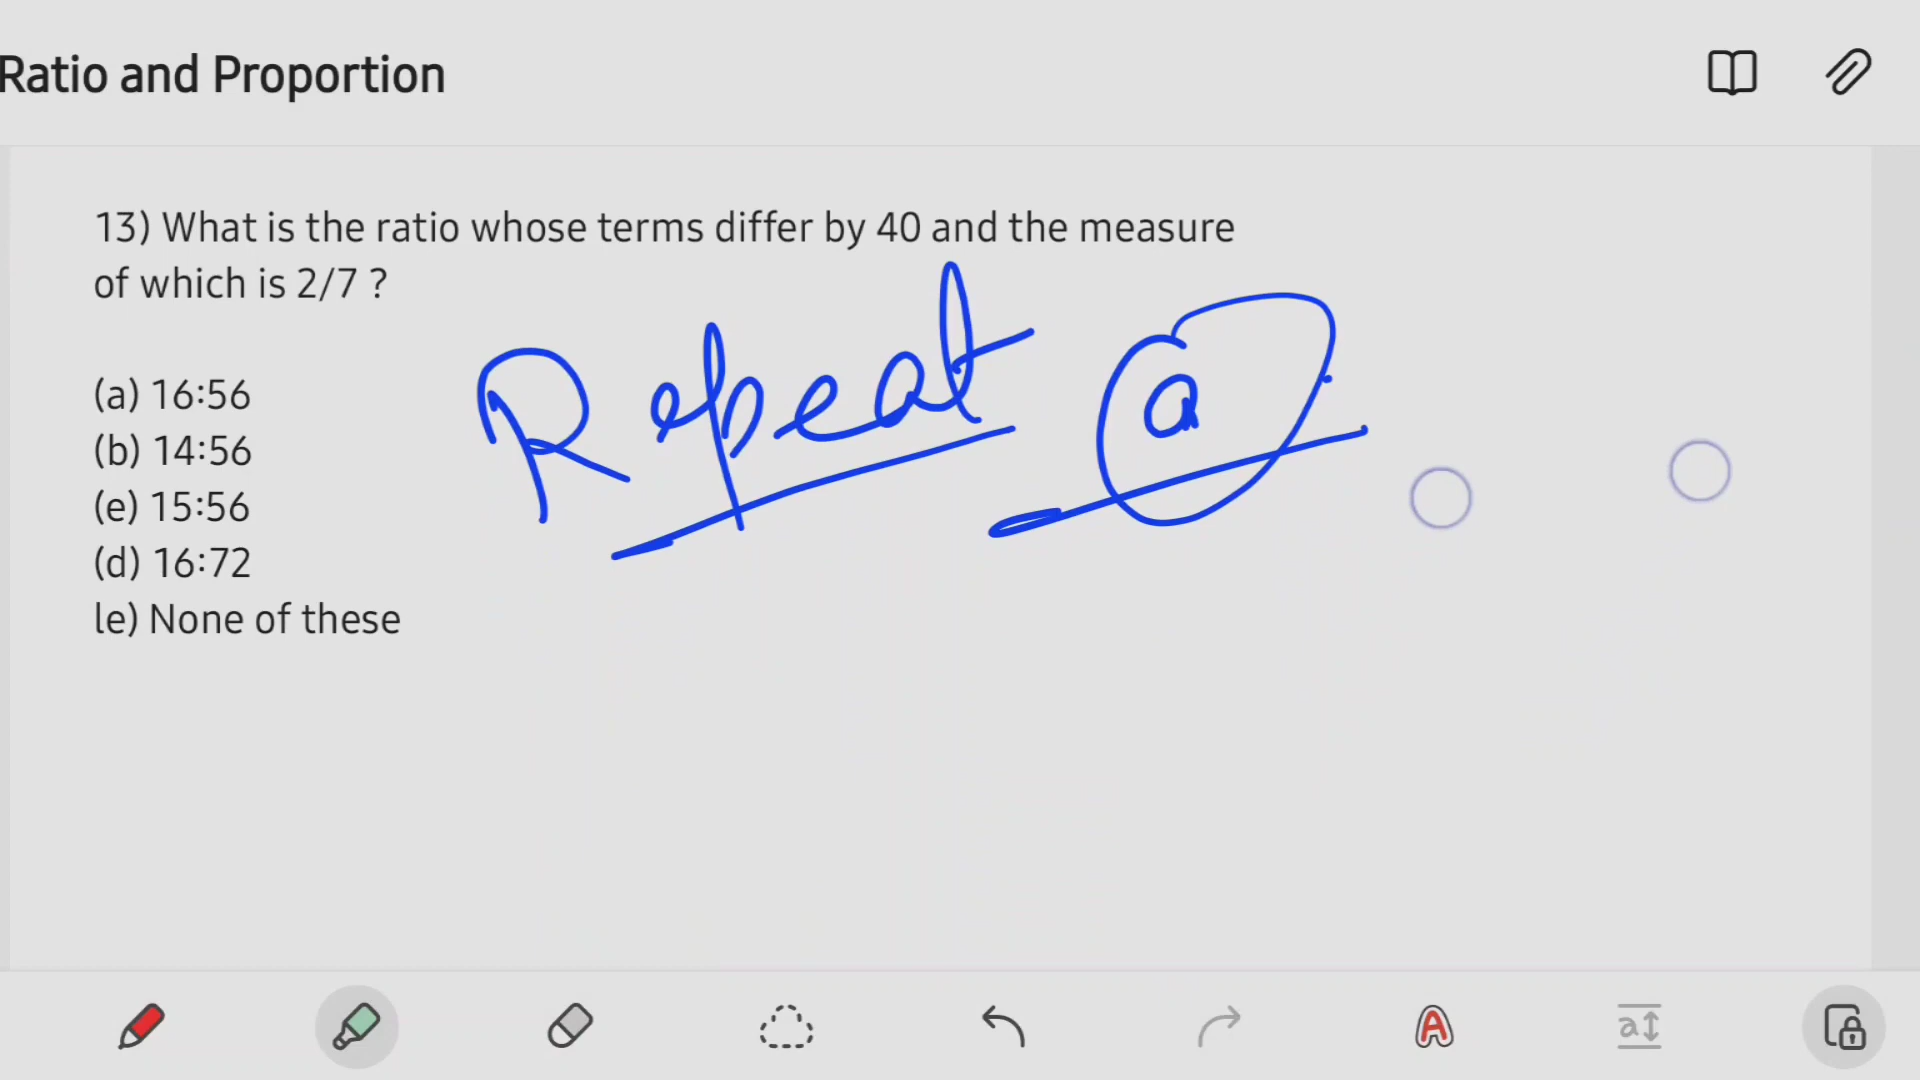 Ratio and Proportion
13) What is the ratio whose terms differ by 40 and the measure
of which is 2/7 ?
Repeat a
(a) 16:56
(b) 14:56
(e) 15:56
(d) 16:72
le) None of these
A a